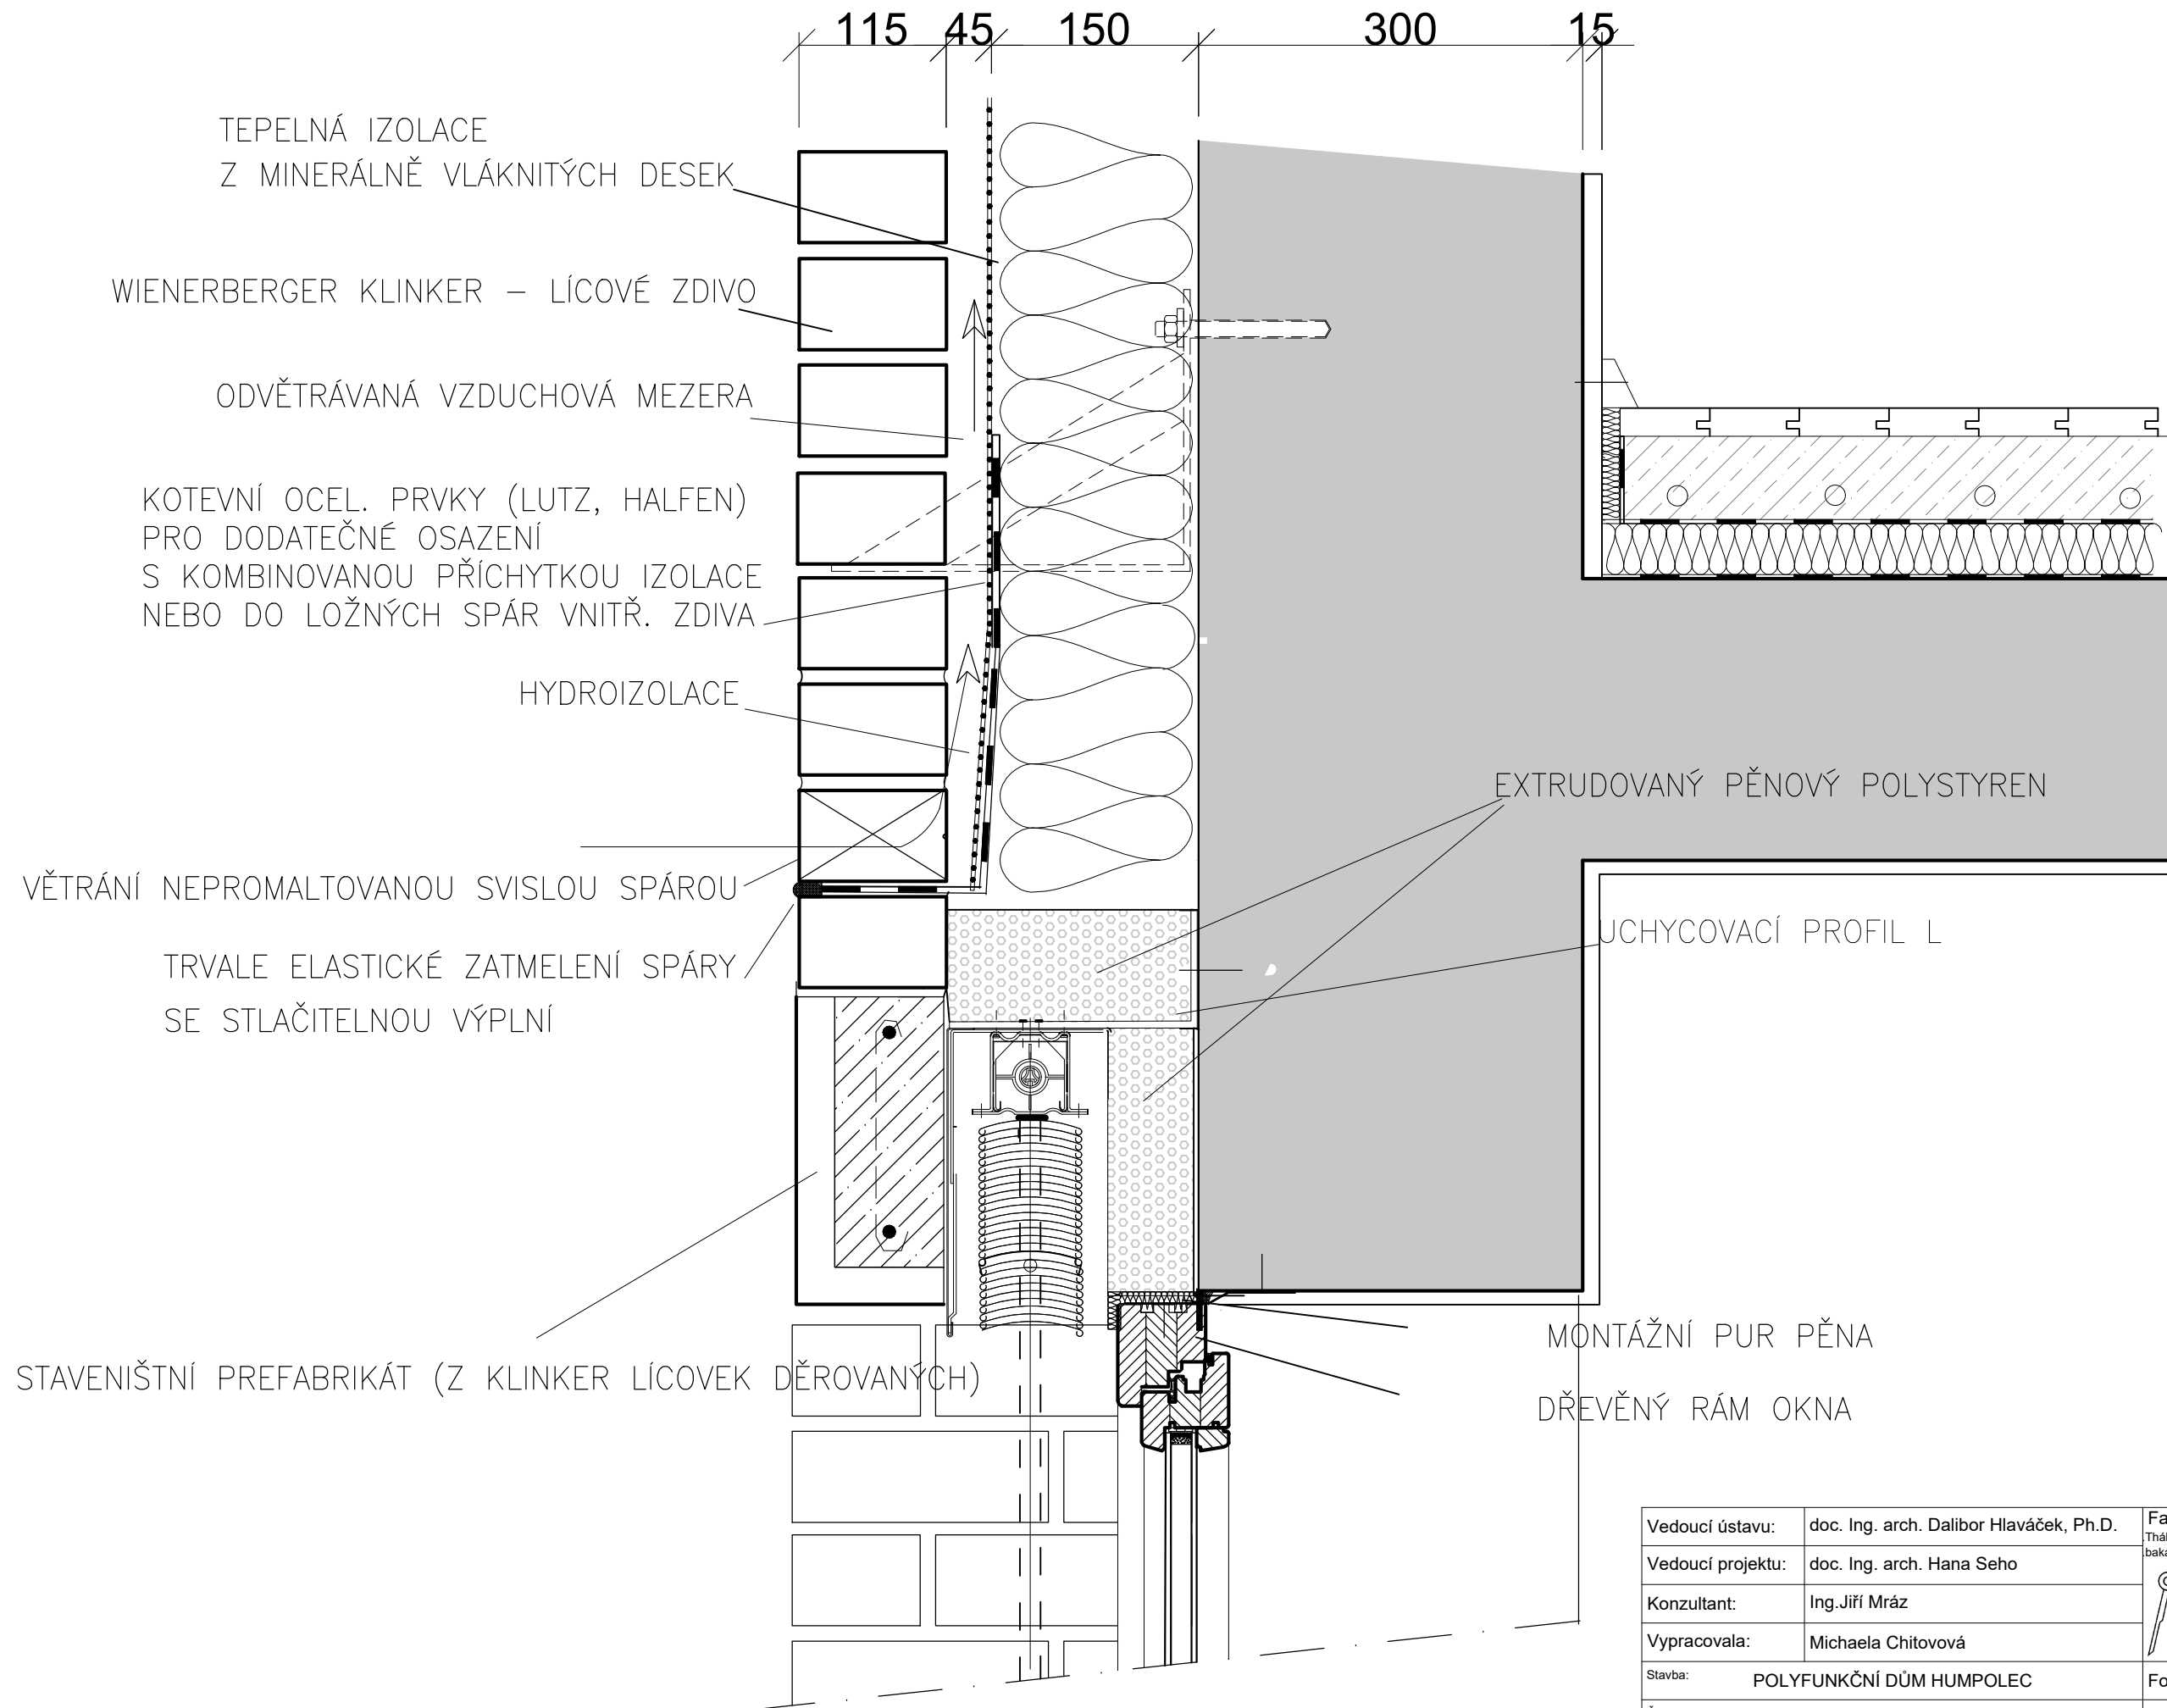 115 45 150 300 15
TEPELNÁ IZOLACE
Z MINERÁLNĚ VLÁKNITÝCH DESEK
WIENERBERGER KLINKER – LÍCOVÉ ZDIVO
ODVĚTRÁVANÁ VZDUCHOVÁ MEZERA
KOTEVNÍ OCEL. PRVKY (LUTZ, HALFEN)
PRO DODATEČNÉ OSAZENÍ
S KOMBINOVANOU PŘÍCHYTKOU IZOLACE
NEBO DO LOŽNÝCH SPÁR VNITŘ. ZDIVA
HYDROIZOLACE
EXTRUDOVANÝ PĚNOVÝ POLYSTYREN
VĚTRÁNÍ NEPROMALTOVANOU SVISLOU SPÁROU
UCHYCOVACÍ PROFIL L
TRVALE ELASTICKÉ ZATMELENÍ SPÁRY
SE STLAČITELNOU VÝPLNÍ
MONTÁŽNÍ PUR PĚNA
STAVENIŠTNÍ PREFABRIKÁT (Z KLINKER LÍCOVEK DĚROVANÝCH)
DŘEVĚNÝ RÁM OKNA
Vedoucí ústavu: doc. Ing. arch. Dalibor Hlaváček, Ph.D.
Vedoucí projektu: doc. Ing. arch. Hana Seho
Konzultant: Ing.Jiří Mráz
Vypracovala: Michaela Chitovová
Stavba: POLYFUNKČNÍ DŮM HUMPOLEC